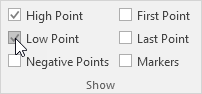 High Point First Point
Low Point Last Point
Negative Points Markers
Show